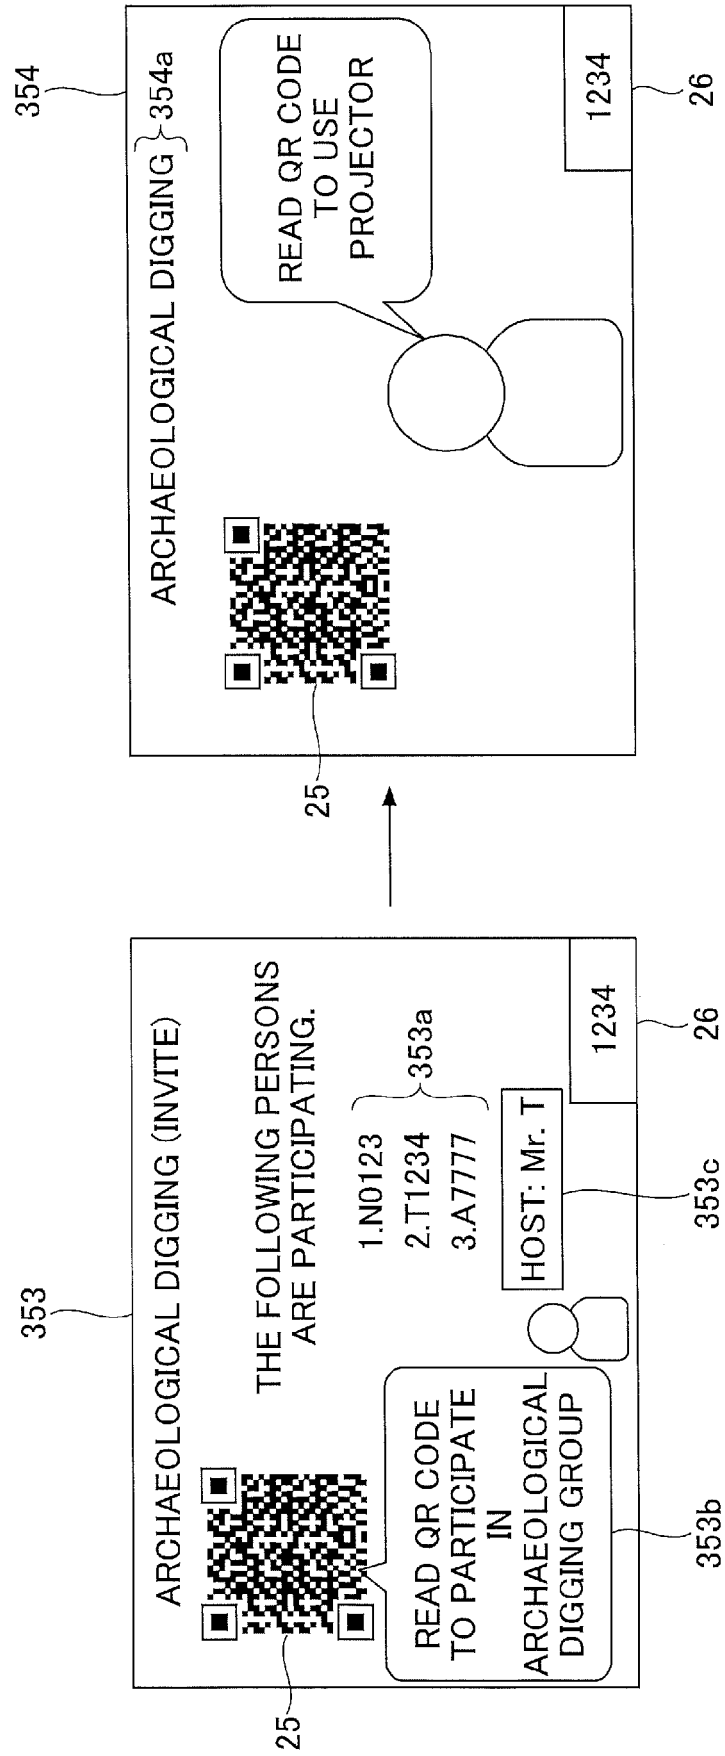 353
ARCHAEOLOGICAL DIGGING (INVITE)
THE FOLLOWING PERSONS
ARE PARTICIPATING.
1.N0123
2.T1234
3.A7777
353a
25
READ QR CODE
TO PARTICIPATE
IN
ARCHAEOLOGICAL
DIGGING GROUP
HOST: Mr. T
1234
353b
353c
26
354
ARCHAEOLOGICAL DIGGING
354a
READ QR CODE
TO USE
PROJECTOR
25
1234
26